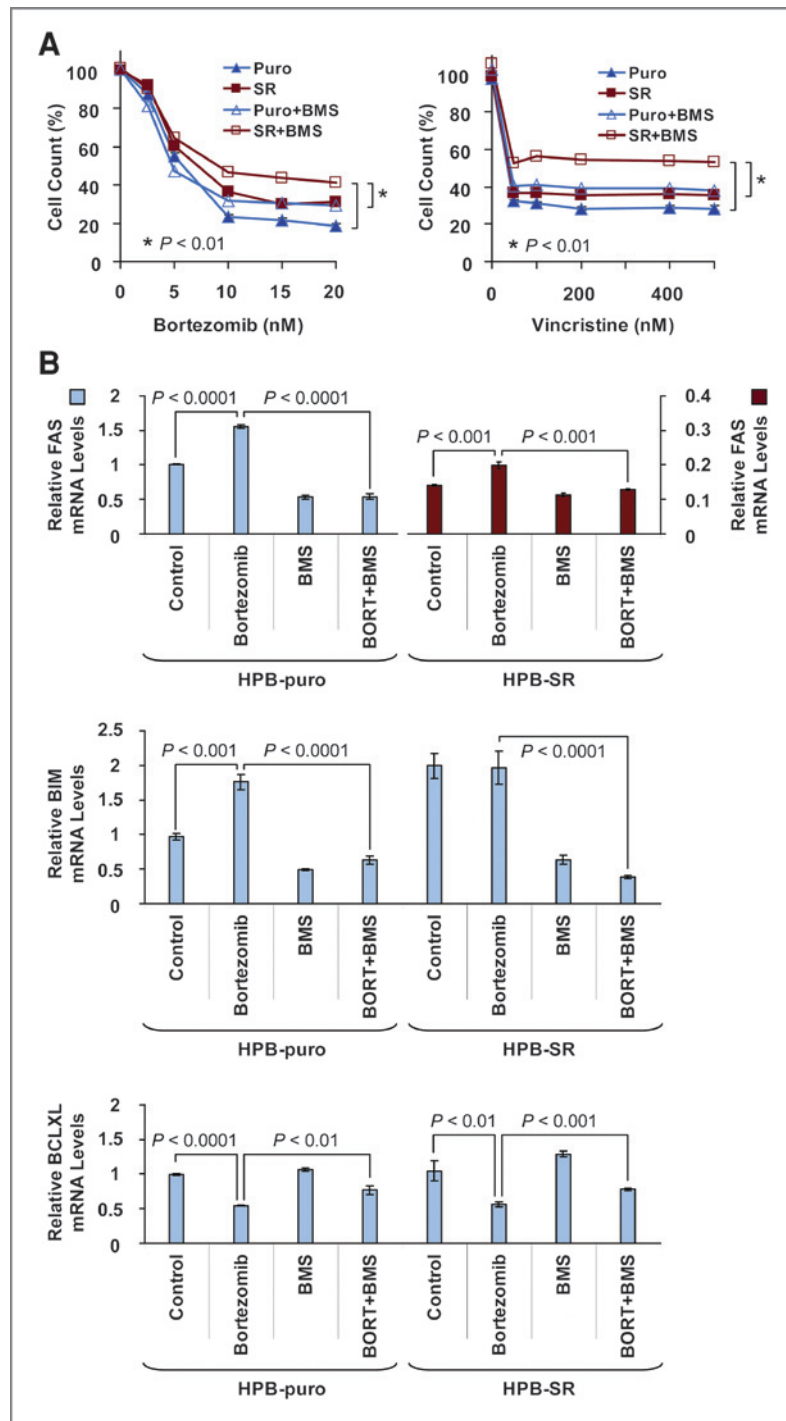 A
Cell Count (%)
100
80
60
40
20
0
Puro
SR
Puro+BMS
SR+BMS
*
* P < 0.01
0 5 10 15 20
Bortezomib (nM)
Cell Count (%)
100
80
60
40
20
0
Puro
SR
Puro+BMS
SR+BMS
*
* P < 0.01
0 200 400
Vincristine (nM)
B
Relative FAS
mRNA Levels
2
1.5
1
0.5
0
P < 0.0001 P < 0.0001
P < 0.001 P < 0.001
0.4
0.3
0.2
0.1
0
Relative FAS
mRNA Levels
Control
Bortezomib
BMS
BORT+BMS
Control
Bortezomib
BMS
BORT+BMS
HPB-puro HPB-SR
Relative BIM
mRNA Levels
2.5
2
1.5
1
0.5
0
P < 0.001 P < 0.0001
P < 0.0001
Control
Bortezomib
BMS
BORT+BMS
Control
Bortezomib
BMS
BORT+BMS
HPB-puro HPB-SR
Relative BCLXL
mRNA Levels
2
1.5
1
0.5
0
P < 0.0001 P < 0.01
P < 0.01 P < 0.001
Control
Bortezomib
BMS
BORT+BMS
Control
Bortezomib
BMS
BORT+BMS
HPB-puro HPB-SR